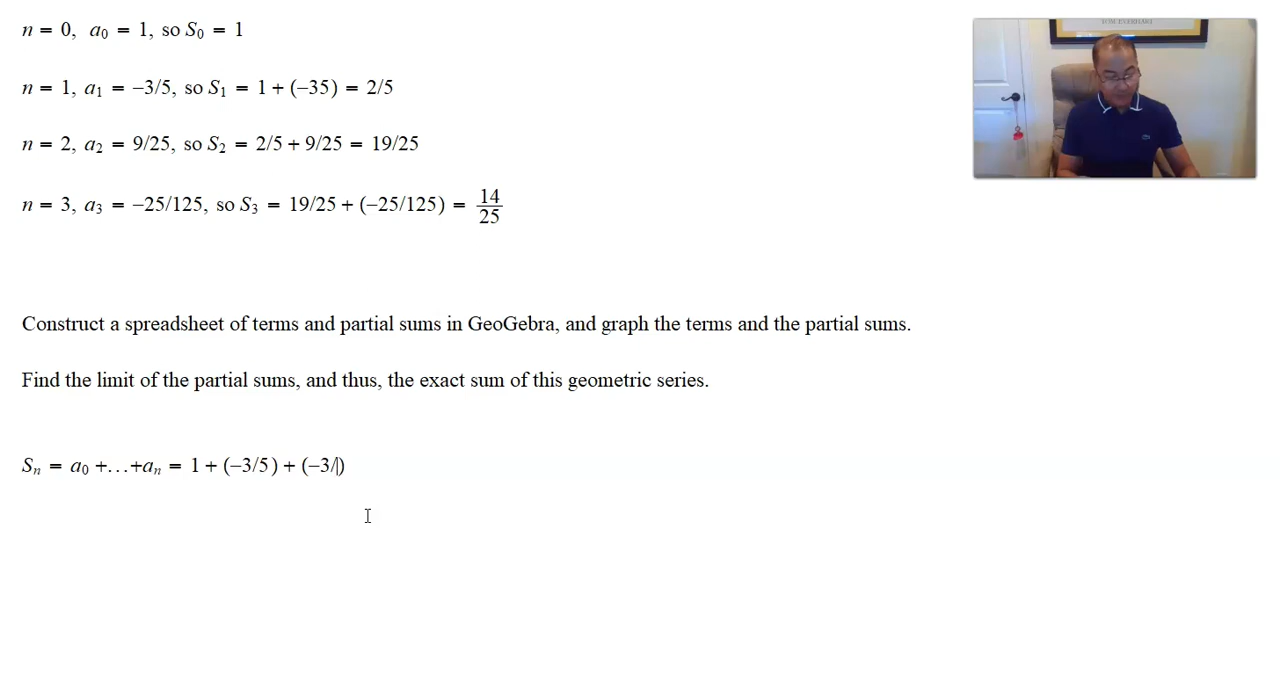 n = 0, a₀ = 1, so S₀ = 1
n = 1, a₁ = −3/5, so S₁ = 1 + (−35) = 2/5
n = 2, a₂ = 9/25, so S₂ = 2/5 + 9/25 = 19/25
n = 3, a₃ = −25/125, so S₃ = 19/25 + (−25/125) = 14/25
Construct a spreadsheet of terms and partial sums in GeoGebra, and graph the terms and the partial sums.
Find the limit of the partial sums, and thus, the exact sum of this geometric series.
Sₙ = a₀ +...+aₙ = 1 + (−3/5) + (−3/)